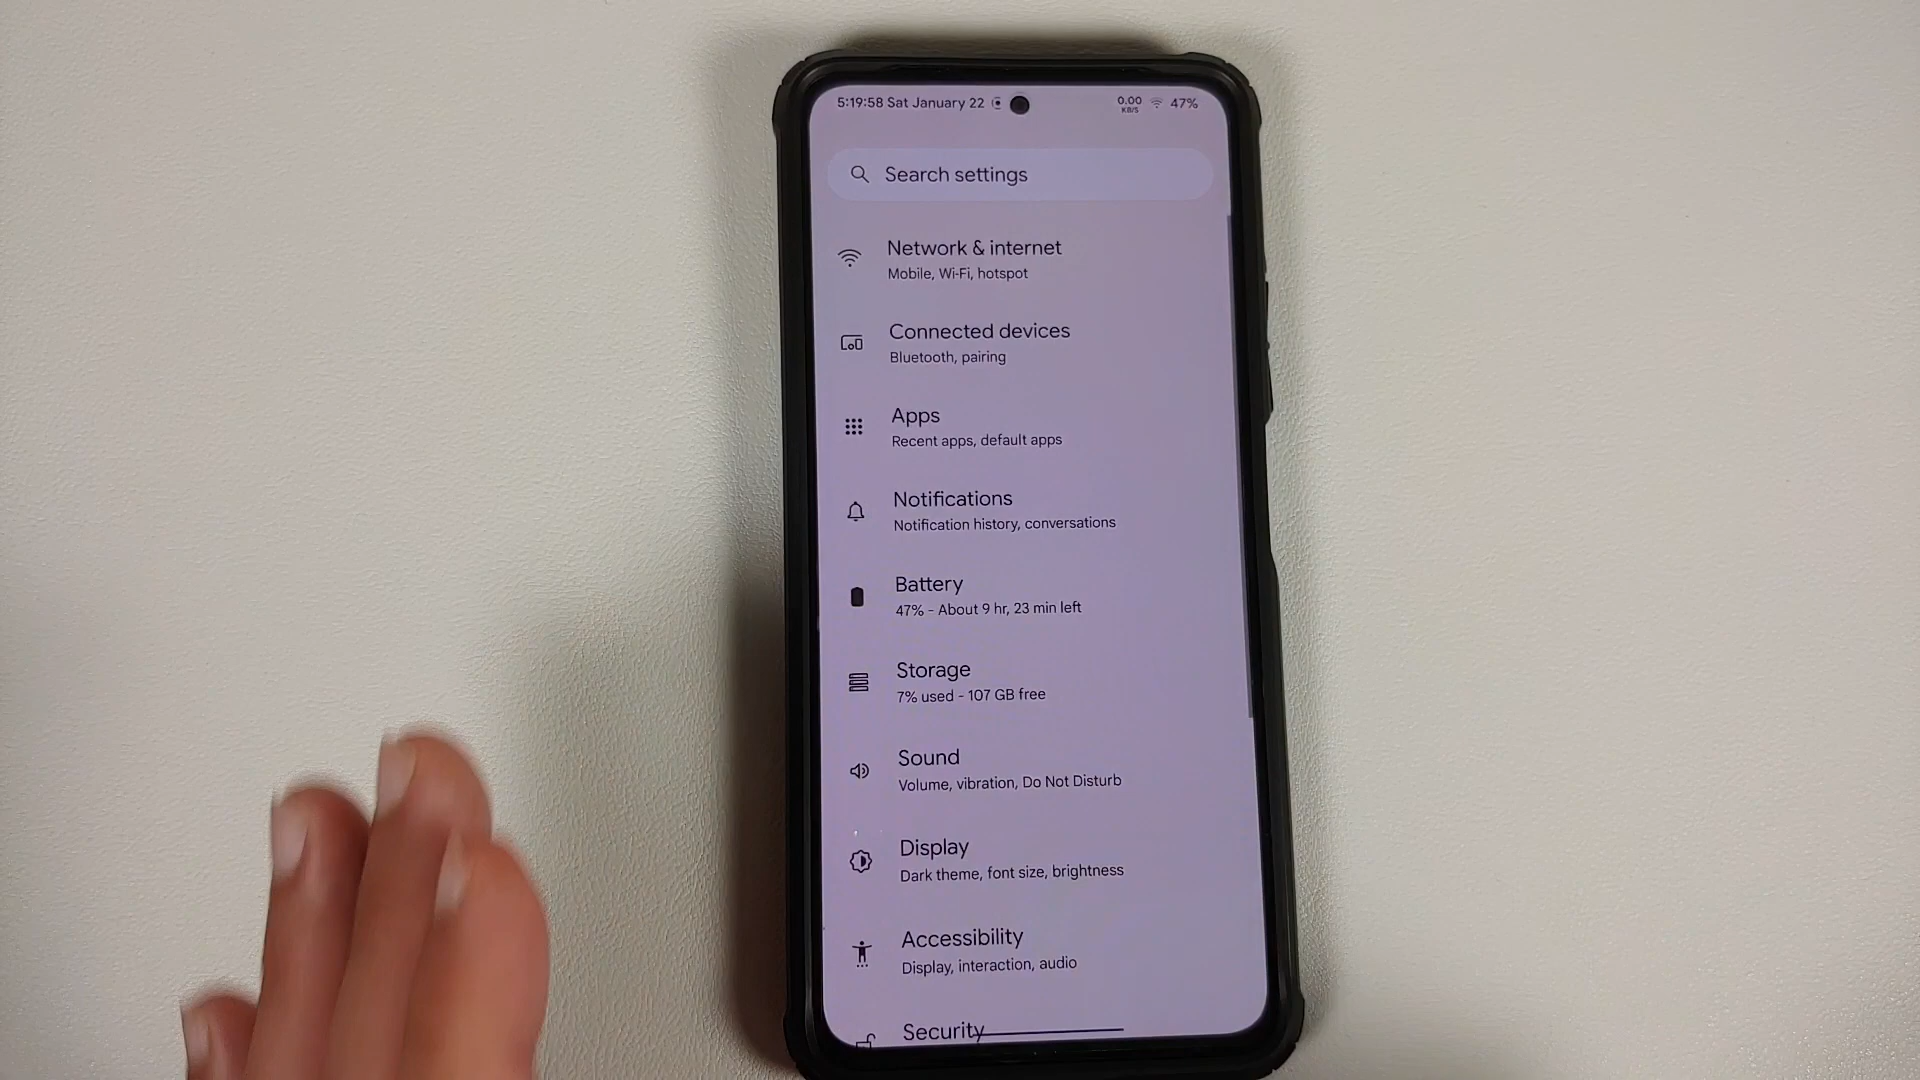 5:19:58 Sat January 22
0.00 KB/S
47%
Search settings
Network & internet
Mobile, Wi-Fi, hotspot
Connected devices
Bluetooth, pairing
Apps
Recent apps, default apps
Notifications
Notification history, conversations
Battery
47% - About 9 hr, 23 min left
Storage
7% used - 107 GB free
Sound
Volume, vibration, Do Not Disturb
Display
Dark theme, font size, brightness
Accessibility
Display, interaction, audio
Security